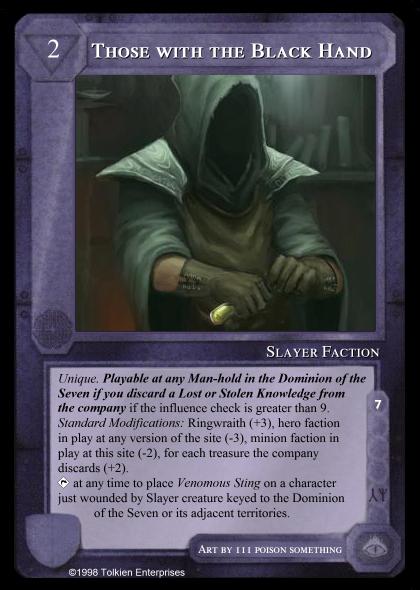 2
Those with the Black Hand
Slayer Faction
Unique. Playable at any Man-hold in the Dominion of the
Seven if you discard a Lost or Stolen Knowledge from
the company if the influence check is greater than 9.
Standard Modifications: Ringwraith (+3), hero faction
in play at any version of the site (-3), minion faction in
play at this site (-2), for each treasure the company
discards (+2).
at any time to place Venomous Sting on a character
just wounded by Slayer creature keyed to the Dominion
of the Seven or its adjacent territories.
7
Art by 111 poison something
©1998 Tolkien Enterprises